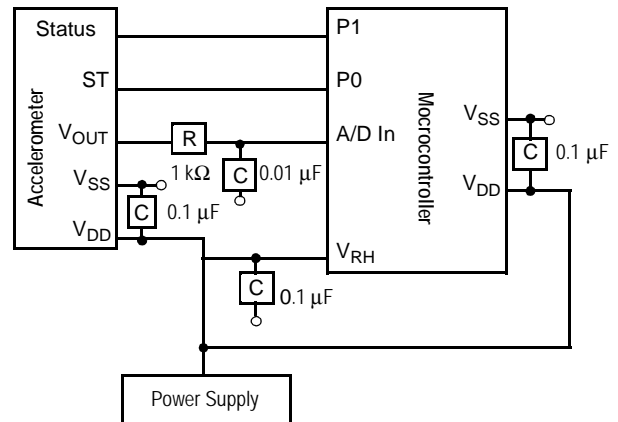 Status
P1
ST
P0
VOUT
R
A/D In
1 kΩ
C
0.01 µF
VSS
C
0.1 µF
VDD
Accelerometer
Mocrocontroller
VSS
C
0.1 µF
VDD
VRH
C
0.1 µF
Power Supply